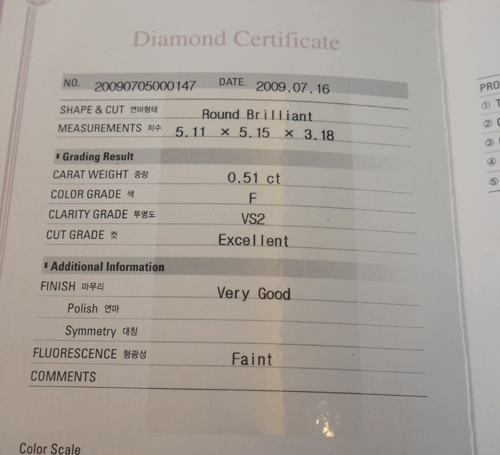 Diamond Certificate
NO. 20090705000147 DATE. 2009.07.16
SHAPE & CUT 연마형태 Round Brilliant
MEASUREMENTS 치수 5.11 × 5.15 × 3.18
Grading Result
CARAT WEIGHT 중량 0.51 ct
COLOR GRADE 색 F
CLARITY GRADE 투명도 VS2
CUT GRADE 컷 Excellent
Additional Information
FINISH 마무리 Very Good
Polish 연마
Symmetry 대칭
FLUORESCENCE 형광성 Faint
COMMENTS
Color Scale
PRO
① T
②
③
④
⑤